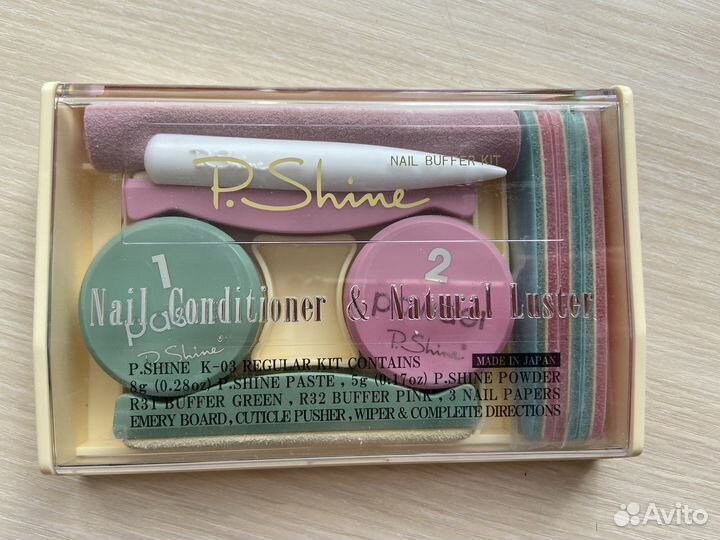 P.Shine
NAIL BUFFER KIT
1
2
paste
powder
P.Shine
P.Shine
Nail Conditioner & Natural Luster
P.SHINE K-03 REGULAR KIT CONTAINS
MADE IN JAPAN
8g (0.28oz) P.SHINE PASTE · 5g (0.17oz) P.SHINE POWDER
R31 BUFFER GREEN , R32 BUFFER PINK · 3 NAIL PAPERS
EMERY BOARD, CUTICLE PUSHER, WIPER & COMPLETE DIRECTIONS
Avito